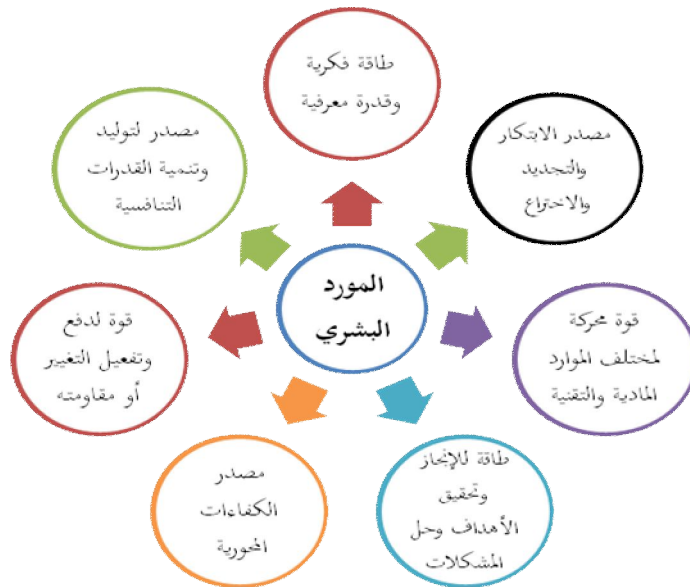 طاقة فكرية
وقدرة معرفية
مصدر الابتكار
والتجديد
والاختراع
قوة محركة
لمختلف الموارد
المادية والتقنية
طاقة للإنجاز
وتحقيق
الأهداف وحل
المشكلات
مصدر
الكفاءات
المحورية
قوة لدفع
وتفعيل التغيير
أو مقاومته
مصدر لتوليد
وتنمية القدرات
التنافسية
المورد
البشري